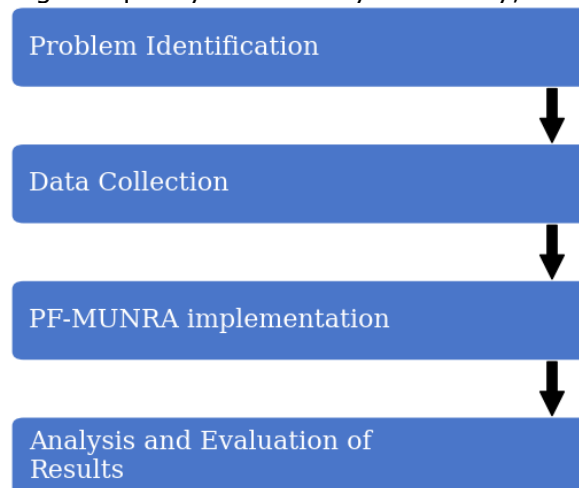 Problem Identification
Data Collection
PF-MUNRA implementation
Analysis and Evaluation of
Results